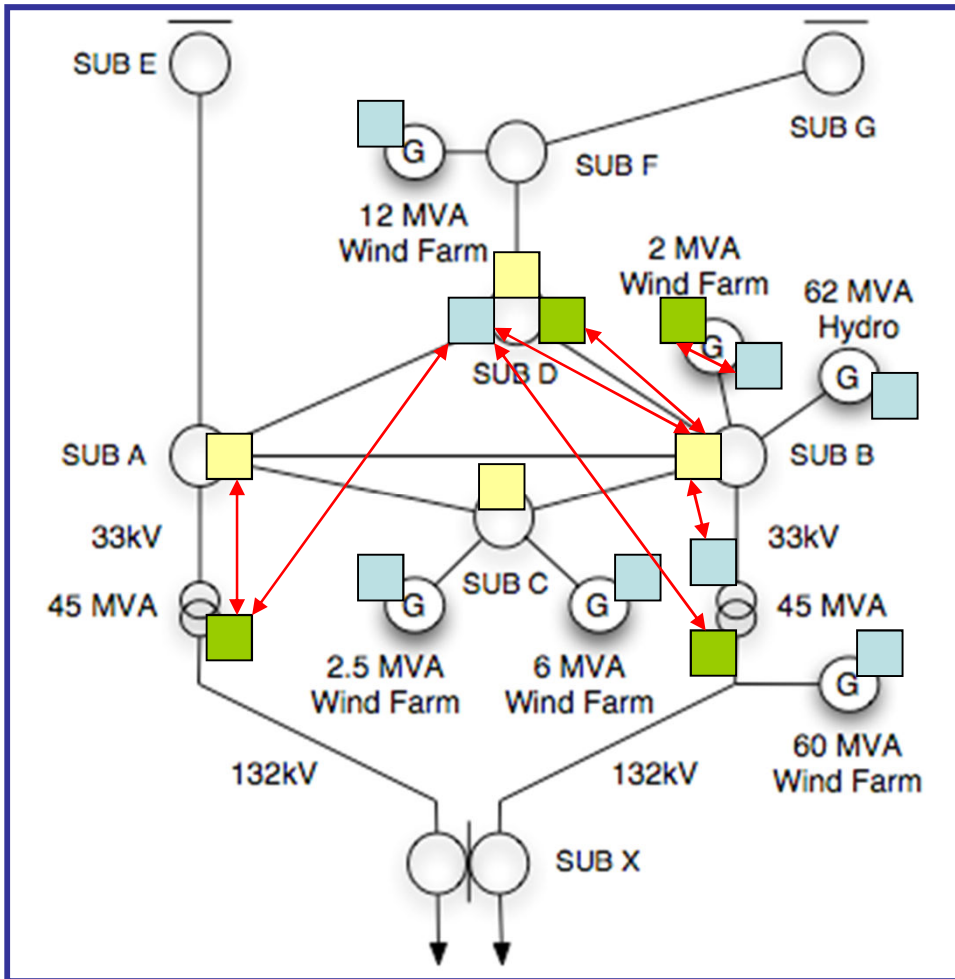 SUB E
SUB G
G
SUB F
12 MVA
Wind Farm
2 MVA
Wind Farm
62 MVA
Hydro
G
G
SUB D
SUB A
SUB B
33kV
33kV
SUB C
45 MVA
45 MVA
G
G
2.5 MVA
Wind Farm
6 MVA
Wind Farm
G
60 MVA
Wind Farm
132kV
132kV
SUB X